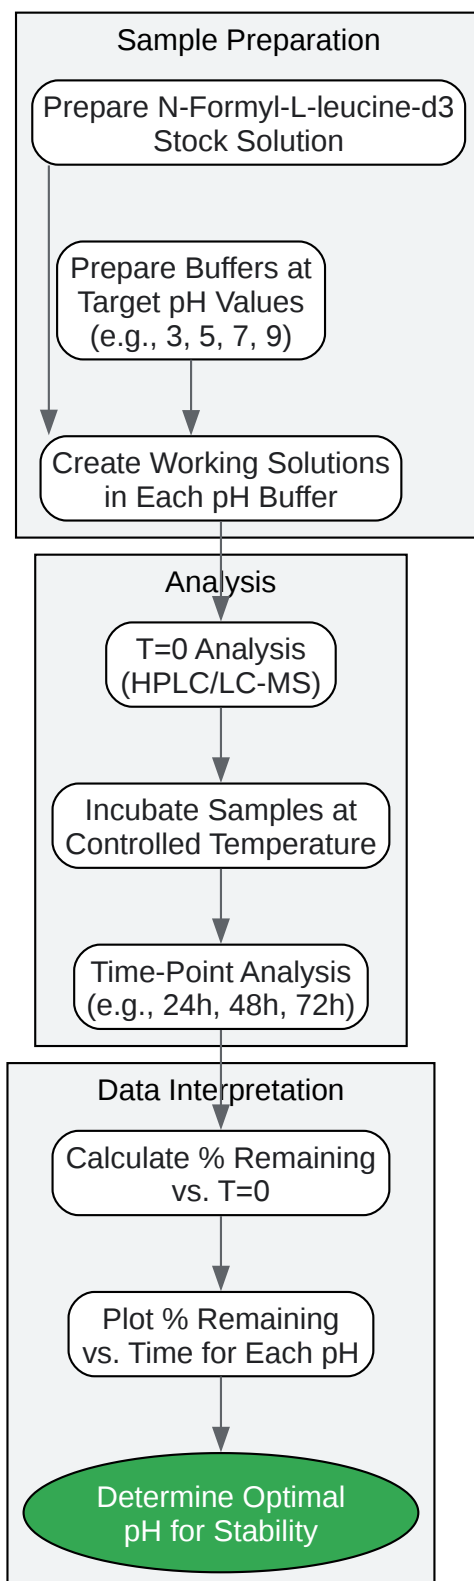 Sample Preparation
Prepare N-Formyl-L-leucine-d3
Stock Solution
Prepare Buffers at
Target pH Values
(e.g., 3, 5, 7, 9)
Create Working Solutions
in Each pH Buffer
Analysis
T=0 Analysis
(HPLC/LC-MS)
Incubate Samples at
Controlled Temperature
Time-Point Analysis
(e.g., 24h, 48h, 72h)
Data Interpretation
Calculate % Remaining
vs. T=0
Plot % Remaining
vs. Time for Each pH
Determine Optimal
pH for Stability